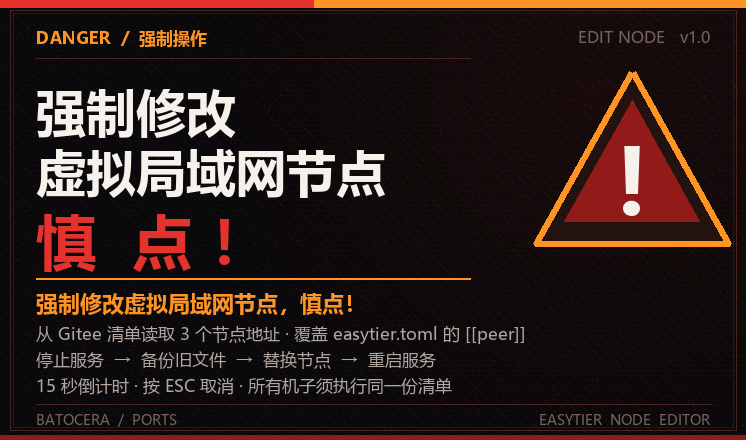 DANGER / 强制操作
EDIT NODE v1.0
强制修改
虚拟局域网节点
慎 点 !
!
强制修改虚拟局域网节点，慎点!
从 Gitee 清单读取 3 个节点地址 · 覆盖 easytier.toml 的 [[peer]]
停止服务 → 备份旧文件 → 替换节点 → 重启服务
15 秒倒计时 · 按 ESC 取消 · 所有机子须执行同一份清单
BATOCERA / PORTS
EASYTIER NODE EDITOR